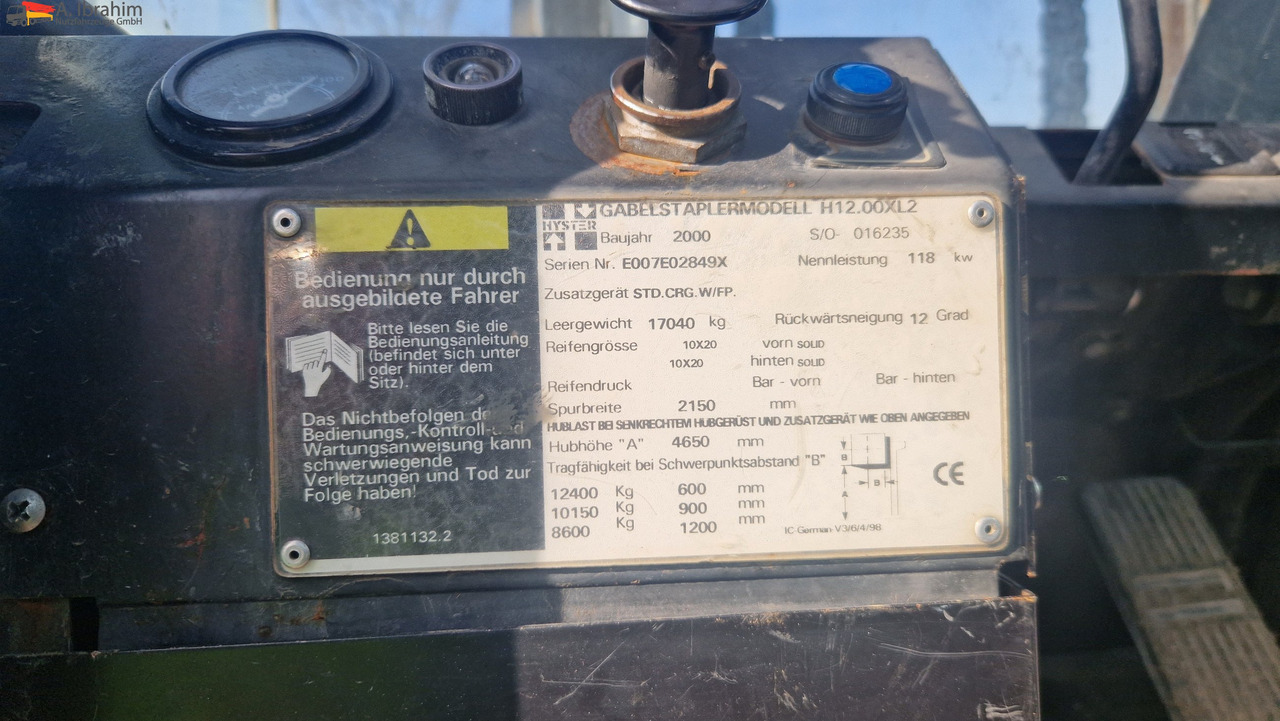 A. Ibrahim
Nutzfahrzeuge GmbH
Bedienung nur durch
ausgebildete Fahrer
Bitte lesen Sie die
Bedienungsanleitung
(befindet sich unter
oder hinter dem
Sitz).
Das Nichtbefolgen
Bedienungs,-Kontroll-
Wartungsanweisung kann
schwerwiegende
Verletzungen und Tod zur
Folge haben!
1381132.2
HYSTER
GABELSTAPLERMODELL H12.00XL2
Baujahr 2000 S/O- 016235
Serien Nr. E007E02849X Nennleistung 118 kw
Zusatzgerät STD.CRG.W/FP.
Leergewicht 17040 kg Rückwärtsneigung 12 Grad
Reifengrösse 10X20 vorn SOLID
10X20 hinten SOLID
Reifendruck Bar - vorn Bar - hinten
Spurbreite 2150 mm
HUBLAST BEI SENKRECHTEM HUBGERÜST UND ZUSATZGERÄT WIE OBEN ANGEGEBEN
Hubhöhe "A" 4650 mm
Tragfähigkeit bei Schwerpunktsabstand "B"
12400 Kg 600 mm
10150 Kg 900 mm
8600 Kg 1200 mm
B
A
B
CE
IC-German V3/6/4/98